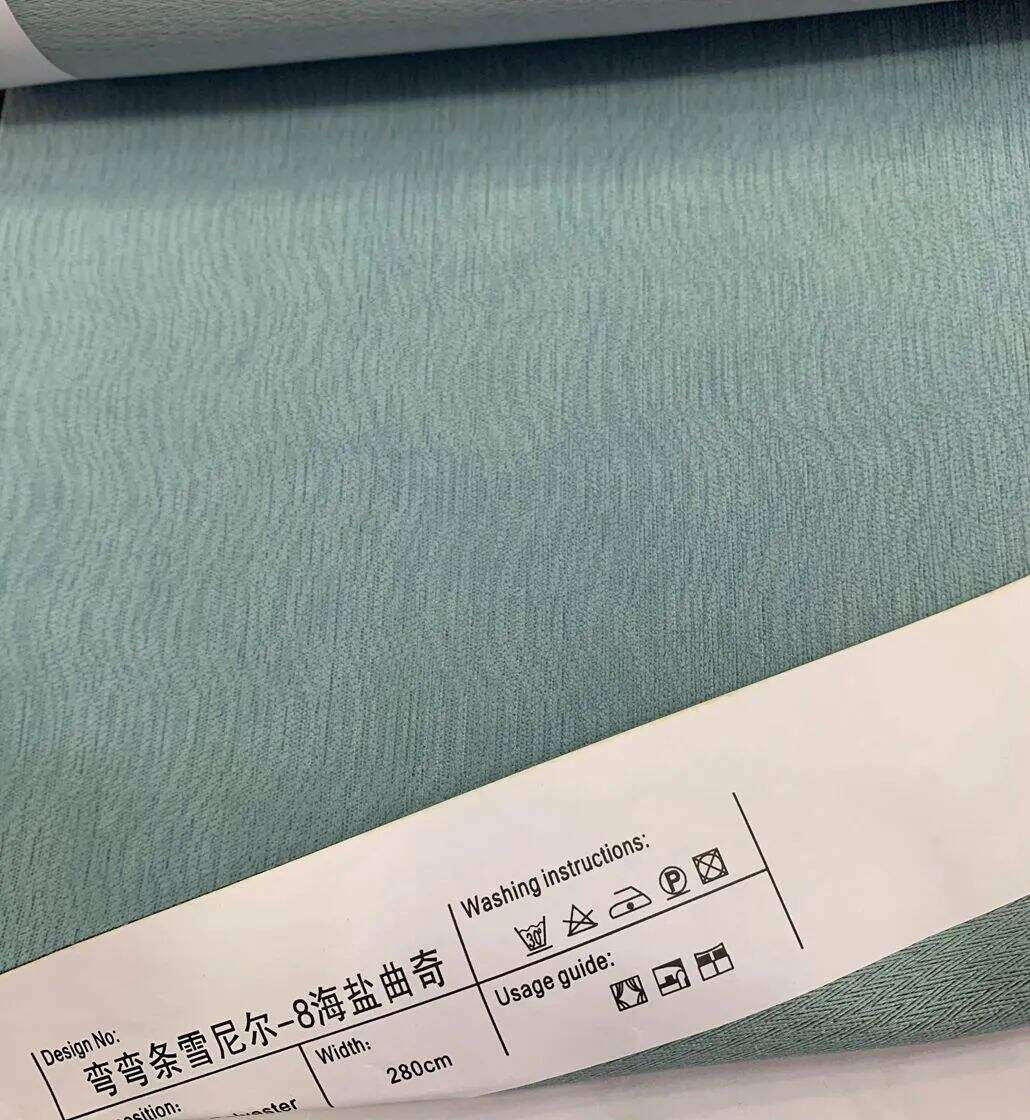 Washing instructions:
30°
P
Design No:
弯弯条雪尼尔-8海盐曲奇
Usage guide:
Width:
280cm